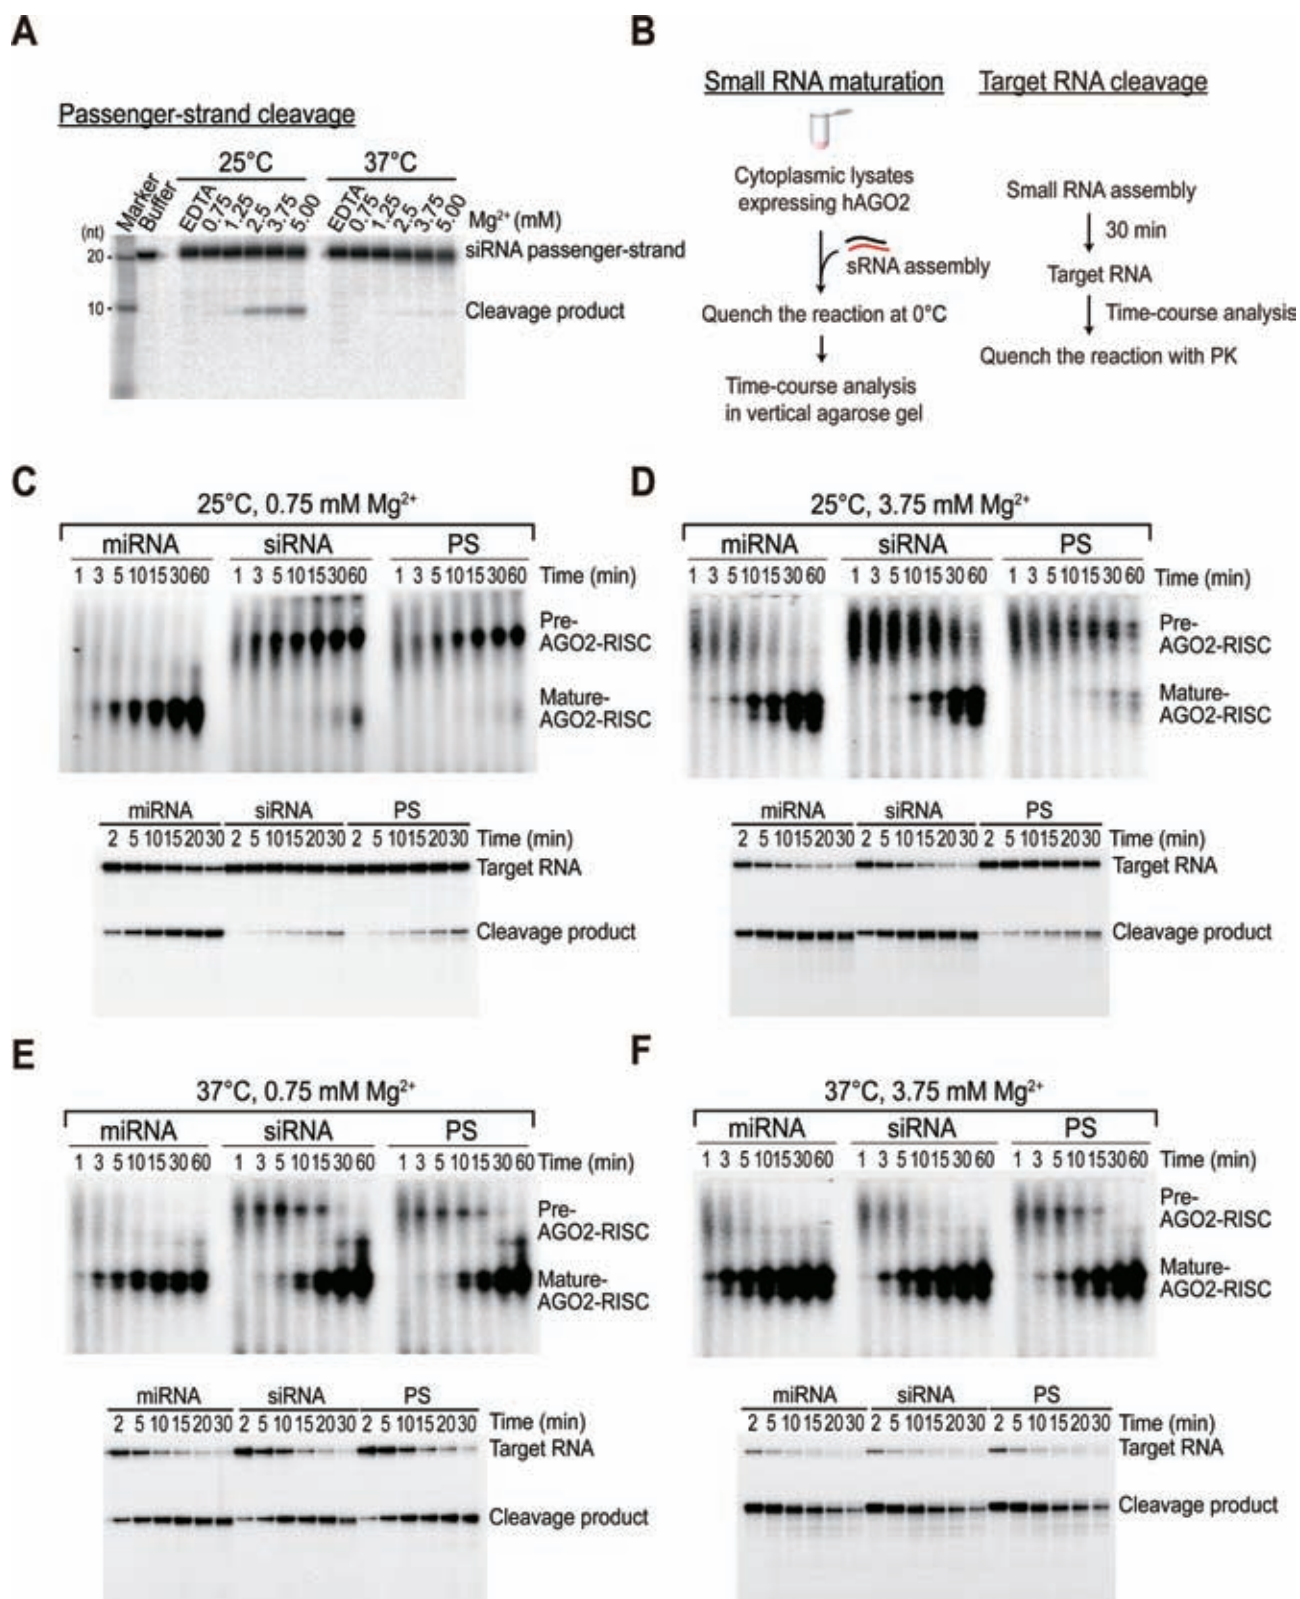 A
Passenger-strand cleavage
25°C 37°C
Marker Buffer EDTA 0.75 1.25 2.5 3.75 5.00 EDTA 0.75 1.25 2.5 3.75 5.00 Mg²⁺ (mM)
(nt)
20 siRNA passenger-strand
10 Cleavage product
B
Small RNA maturation
Cytoplasmic lysates
expressing hAGO2
sRNA assembly
Quench the reaction at 0°C
Time-course analysis
in vertical agarose gel
Target RNA cleavage
Small RNA assembly
30 min
Target RNA
Time-course analysis
Quench the reaction with PK
C
25°C, 0.75 mM Mg²⁺
miRNA siRNA PS
1 3 5 10 15 30 60 1 3 5 10 15 30 60 1 3 5 10 15 30 60 Time (min)
Pre-
AGO2-RISC
Mature-
AGO2-RISC
miRNA siRNA PS
2 5 10 15 20 30 2 5 10 15 20 30 2 5 10 15 20 30 Time (min)
Target RNA
Cleavage product
D
25°C, 3.75 mM Mg²⁺
miRNA siRNA PS
1 3 5 10 15 30 60 1 3 5 10 15 30 60 1 3 5 10 15 30 60 Time (min)
Pre-
AGO2-RISC
Mature-
AGO2-RISC
miRNA siRNA PS
2 5 10 15 20 30 2 5 10 15 20 30 2 5 10 15 20 30 Time (min)
Target RNA
Cleavage product
E
37°C, 0.75 mM Mg²⁺
miRNA siRNA PS
1 3 5 10 15 30 60 1 3 5 10 15 30 60 1 3 5 10 15 30 60 Time (min)
Pre-
AGO2-RISC
Mature-
AGO2-RISC
miRNA siRNA PS
2 5 10 15 20 30 2 5 10 15 20 30 2 5 10 15 20 30 Time (min)
Target RNA
Cleavage product
F
37°C, 3.75 mM Mg²⁺
miRNA siRNA PS
1 3 5 10 15 30 60 1 3 5 10 15 30 60 1 3 5 10 15 30 60 Time (min)
Pre-
AGO2-RISC
Mature-
AGO2-RISC
miRNA siRNA PS
2 5 10 15 20 30 2 5 10 15 20 30 2 5 10 15 20 30 Time (min)
Target RNA
Cleavage product